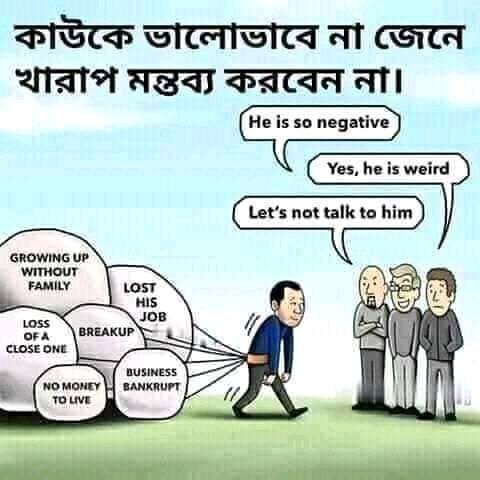 কাউকে ভালোভাবে না জেনে
খারাপ মন্তব্য করবেন না।
He is so negative
Yes, he is weird
Let's not talk to him
GROWING UP
WITHOUT
FAMILY
LOST
HIS
JOB
LOSS
OF A
CLOSE ONE
BREAKUP
NO MONEY
TO LIVE
BUSINESS
BANKRUPT